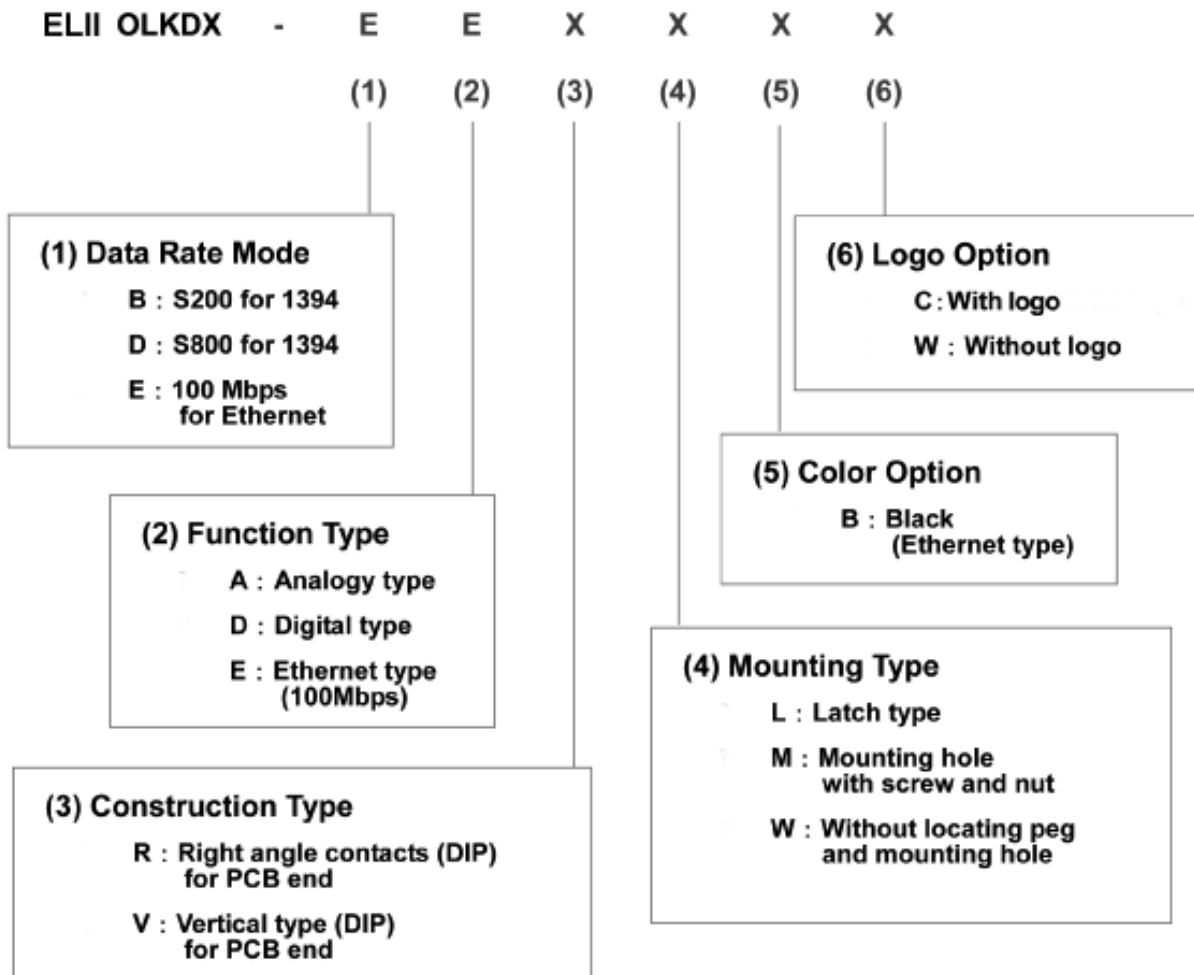 ELII OLKDX - E E X X X X
(1) (2) (3) (4) (5) (6)
(1) Data Rate Mode
B : S200 for 1394
D : S800 for 1394
E : 100 Mbps
for Ethernet
(6) Logo Option
C : With logo
W : Without logo
(5) Color Option
B : Black
(Ethernet type)
(2) Function Type
A : Analogy type
D : Digital type
E : Ethernet type
(100Mbps)
(4) Mounting Type
L : Latch type
M : Mounting hole
with screw and nut
W : Without locating peg
and mounting hole
(3) Construction Type
R : Right angle contacts (DIP)
for PCB end
V : Vertical type (DIP)
for PCB end